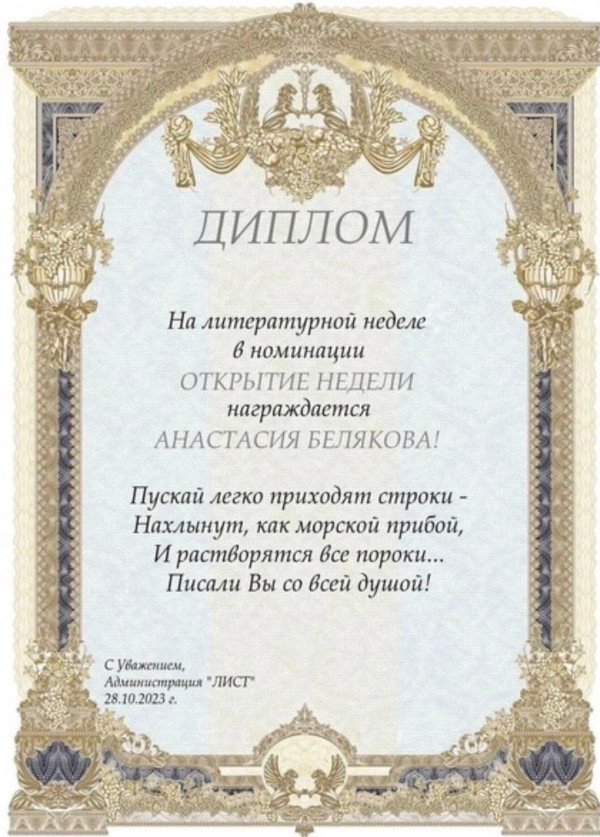 ДИПЛОМ
На литературной неделе
в номинации
ОТКРЫТИЕ НЕДЕЛИ
награждается
АНАСТАСИЯ БЕЛЯКОВА!
Пускай легко приходят строки -
Нахлынут, как морской прибой,
И растворятся все пороки...
Писали Вы со всей душой!
С Уважением,
Администрация "ЛИСТ"
28.10.2023 г.